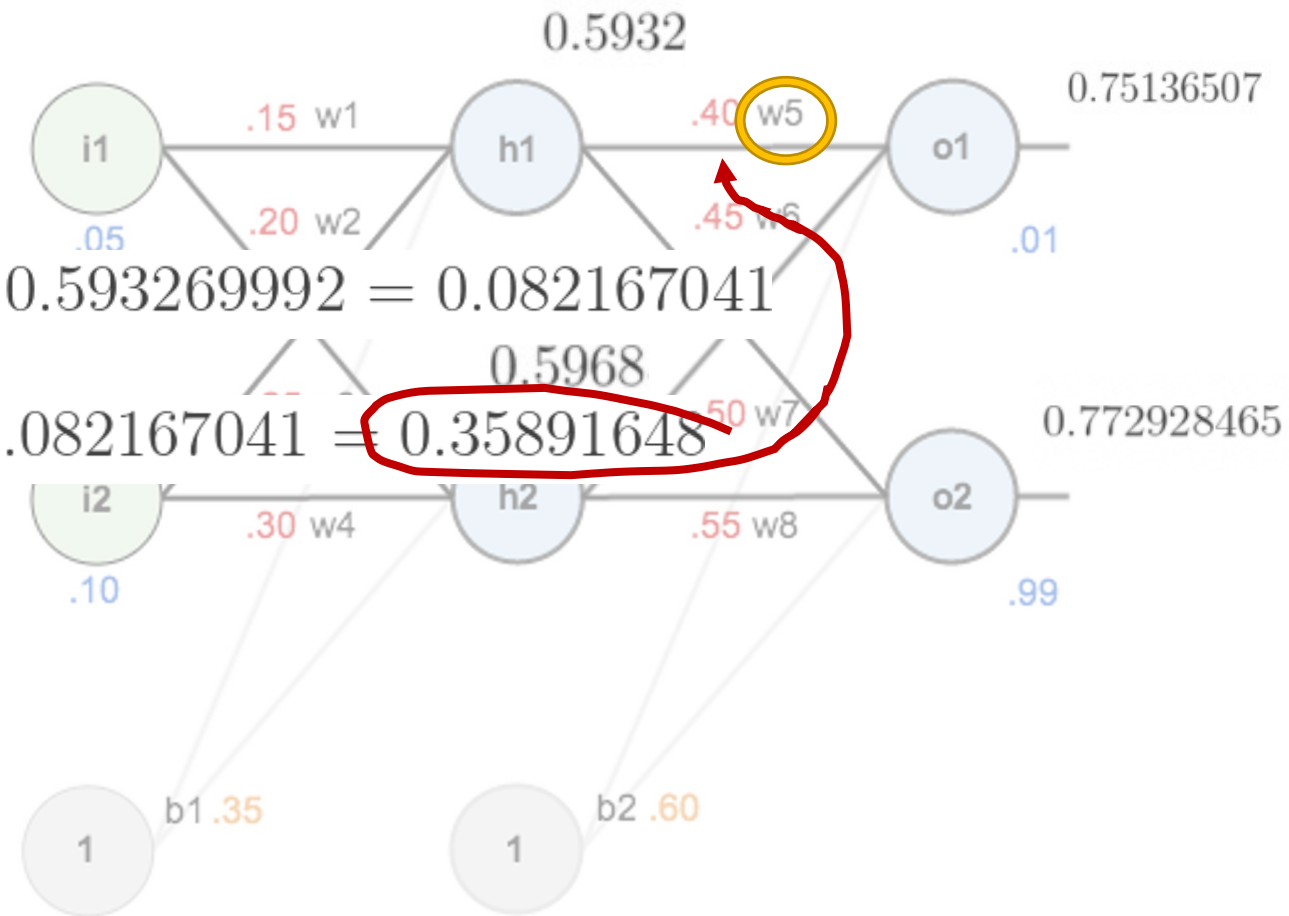 0.5932
0.75136507
.15 w1
.40 w5
i1
h1
o1
.20 w2
.45 w6
.05
.01
0.593269992 = 0.082167041
0.5968
.50 w7
.082167041 = 0.35891648
0.772928465
i2
h2
o2
.30 w4
.55 w8
.10
.99
b1 .35
b2 .60
1
1